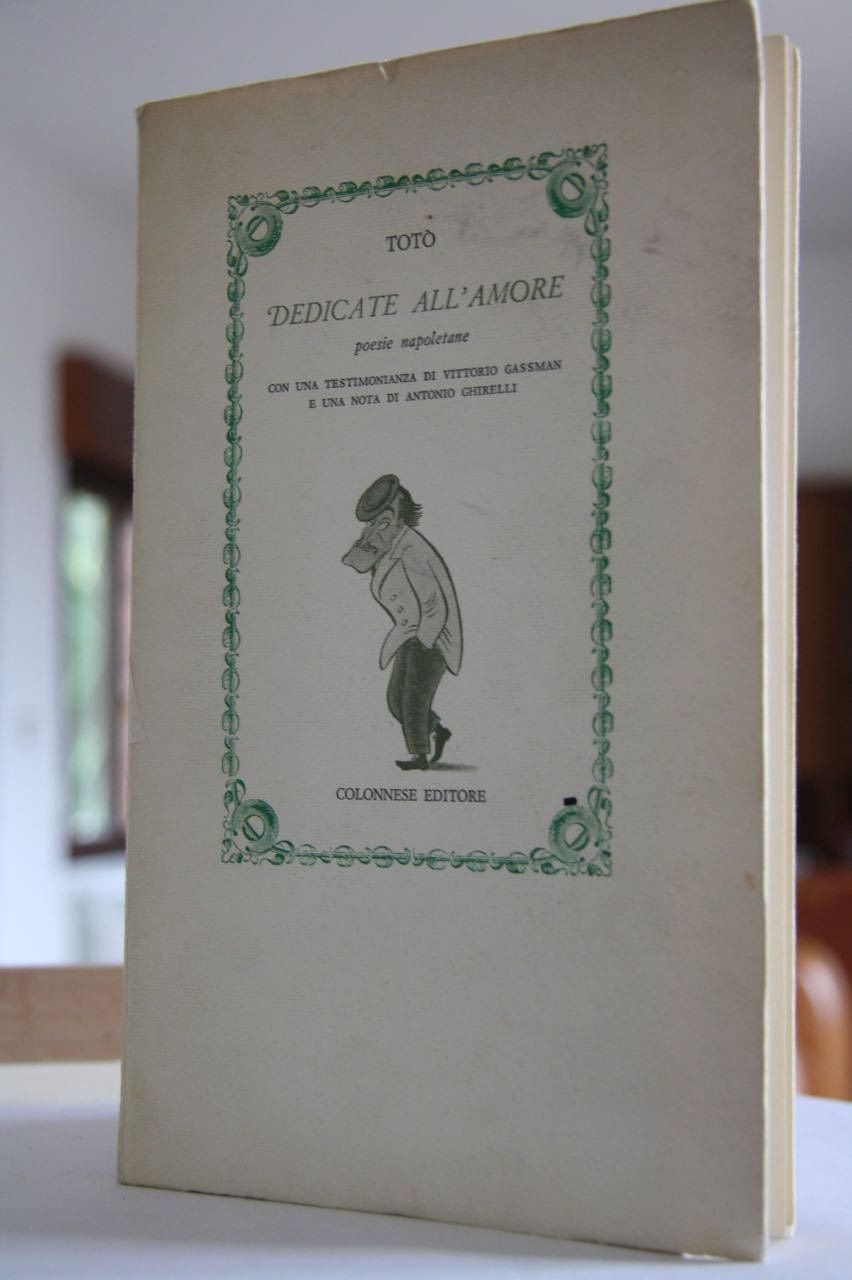 TOTÒ
DEDICATE ALL'AMORE
poesie napoletane
CON UNA TESTIMONIANZA DI VITTORIO GASSMAN
E UNA NOTA DI ANTONIO GHIRELLI
COLONNESE EDITORE